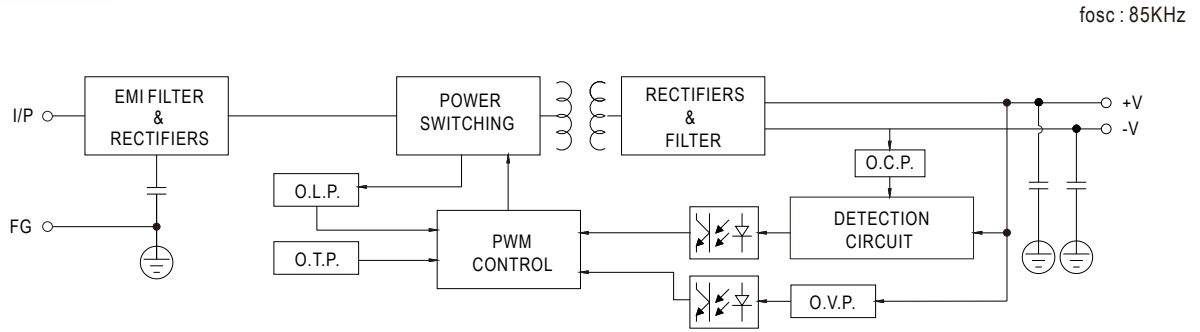 fosc : 85KHz
I/P
EMI FILTER
&
RECTIFIERS
POWER
SWITCHING
RECTIFIERS
&
FILTER
+V
-V
O.C.P.
O.L.P.
FG
PWM
CONTROL
DETECTION
CIRCUIT
O.T.P.
O.V.P.